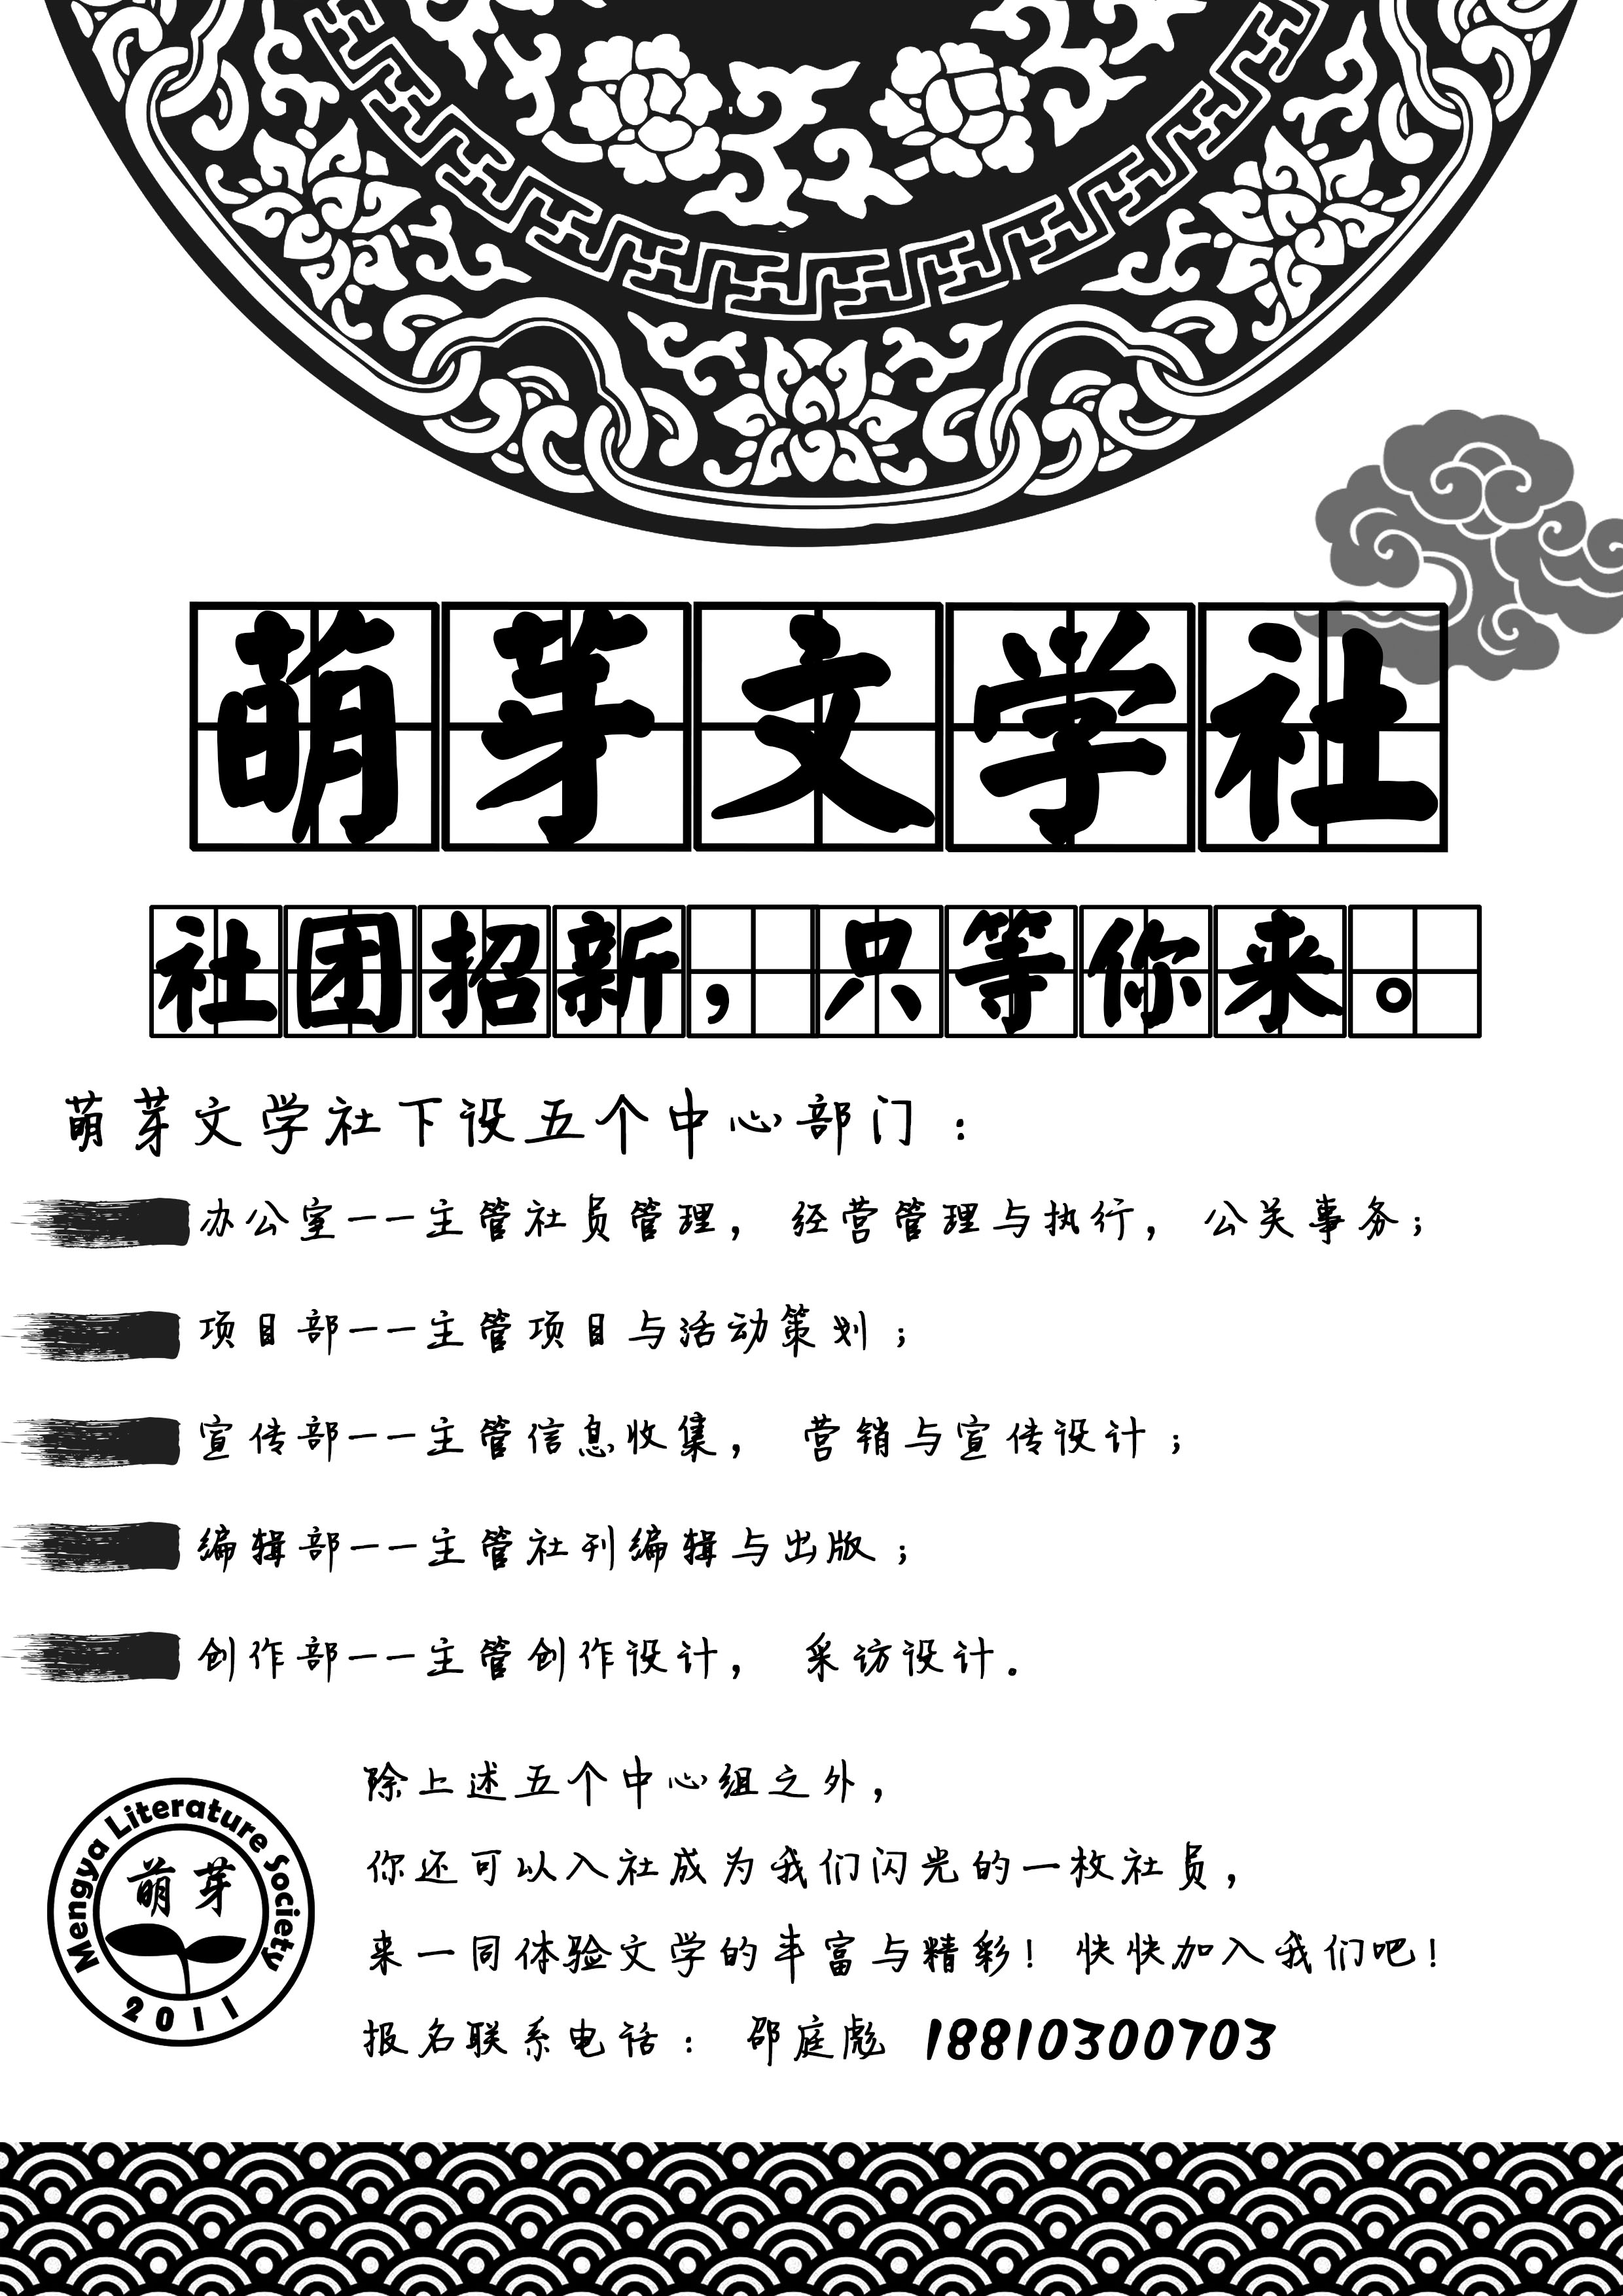 萌芽文学社
社团招新，只等你来。
萌芽文学社下设五个中心部门：
办公室——主管社员管理，经营管理与执行，公关事务；
项目部——主管项目与活动策划；
宣传部——主管信息收集，营销与宣传设计；
编辑部——主管社刊编辑与出版；
创作部——主管创作设计，采访设计.
除上述五个中心组之外，
你还可以入社成为我们闪光的一枚社员，
来一同体验文学的丰富与精彩！快快加入我们吧！
报名联系电话：邵庭彪 18810300703
Mengya Literature Society
萌芽
2011